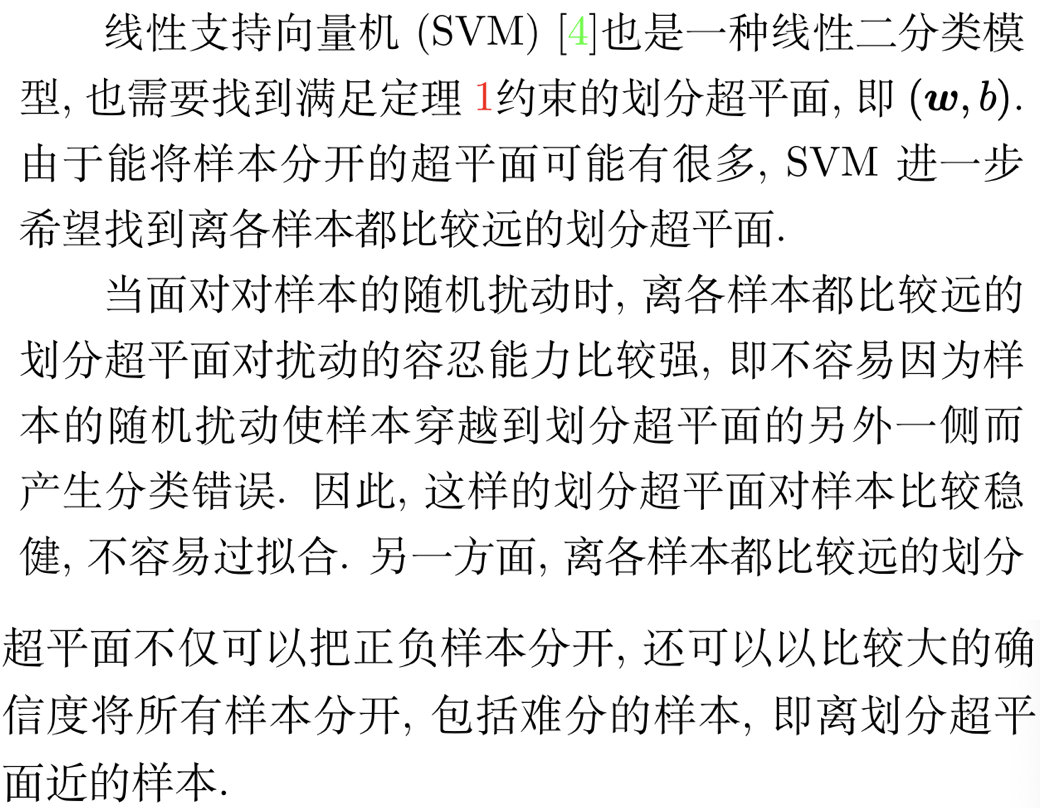 线性支持向量机 (SVM) [4]也是一种线性二分类模
型, 也需要找到满足定理 1约束的划分超平面, 即 (w, b).
由于能将样本分开的超平面可能有很多, SVM 进一步
希望找到离各样本都比较远的划分超平面.
当面对对样本的随机扰动时, 离各样本都比较远的
划分超平面对扰动的容忍能力比较强, 即不容易因为样
本的随机扰动使样本穿越到划分超平面的另外一侧而
产生分类错误. 因此, 这样的划分超平面对样本比较稳
健, 不容易过拟合. 另一方面, 离各样本都比较远的划分
超平面不仅可以把正负样本分开, 还可以以比较大的确
信度将所有样本分开, 包括难分的样本, 即离划分超平
面近的样本.